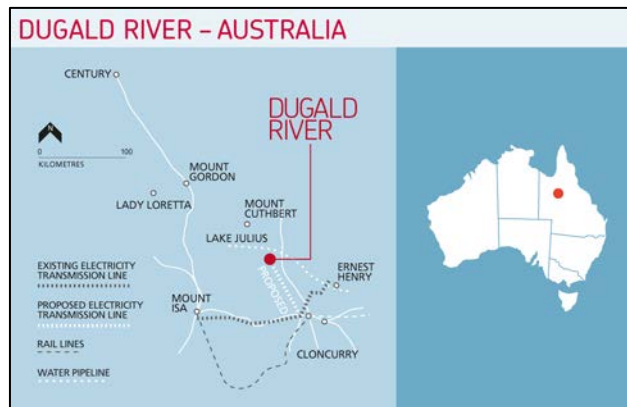 DUGALD RIVER – AUSTRALIA
CENTURY
DUGALD
RIVER
N
0 100
KILOMETRES
MOUNT
GORDON
LADY LORETTA
MOUNT
CUTHBERT
LAKE JULIUS
EXISTING ELECTRICITY
TRANSMISSION LINE
PROPOSED
ERNEST
HENRY
PROPOSED ELECTRICITY
TRANSMISSION LINE
MOUNT
ISA
RAIL LINES
CLONCURRY
WATER PIPELINE